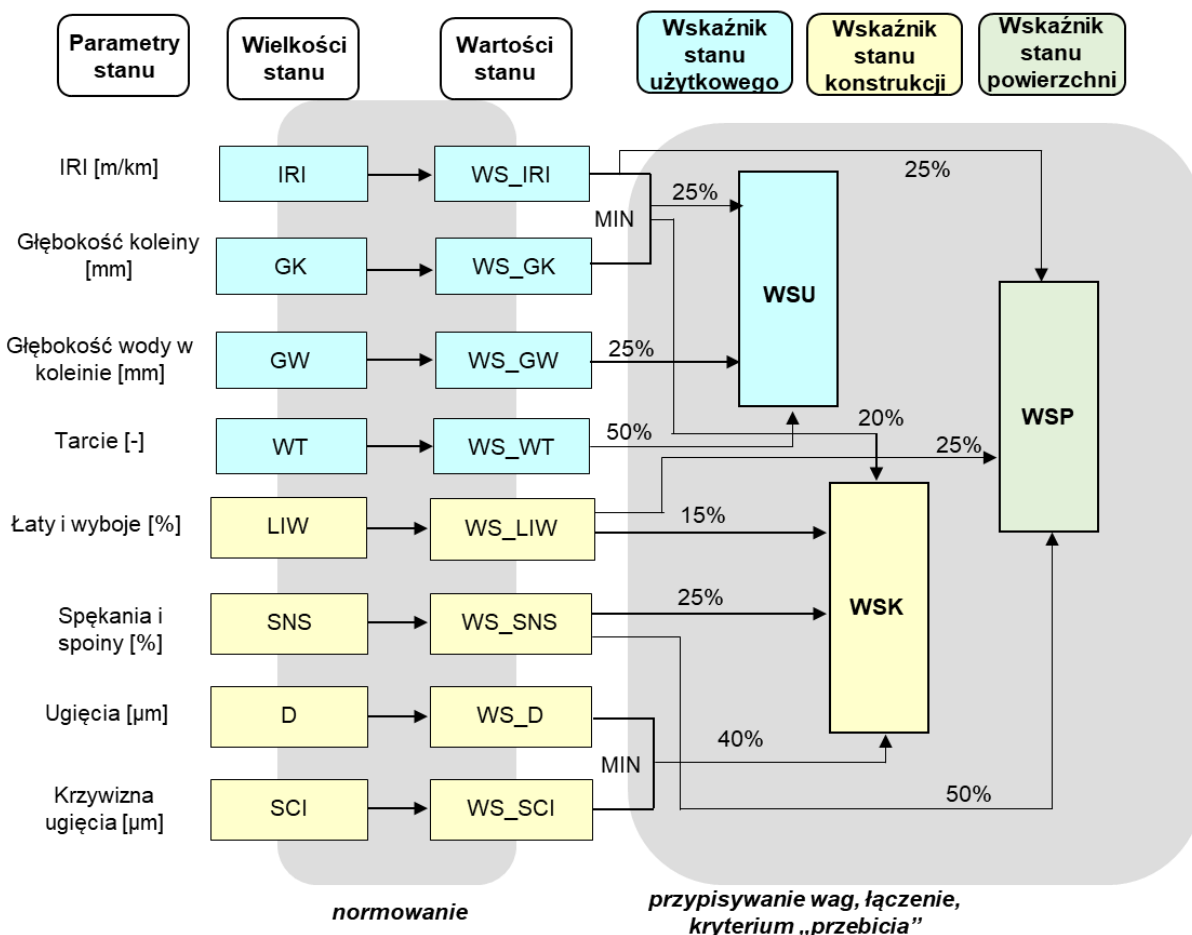 Parametry
stanu
Wielkości
stanu
Wartości
stanu
Wskaźnik
stanu
użytkowego
Wskaźnik
stanu
konstrukcji
Wskaźnik
stanu
powierzchni
IRI [m/km]
IRI
WS_IRI
25%
25%
MIN
Głębokość koleiny
[mm]
GK
WS_GK
WSU
Głębokość wody w
koleinie [mm]
GW
WS_GW
25%
WSP
Tarcie [-]
WT
WS_WT
50%
20%
25%
Łaty i wyboje [%]
LIW
WS_LIW
15%
Spękania i
spoiny [%]
SNS
WS_SNS
25%
WSK
Ugięcia [µm]
D
WS_D
40%
MIN
Krzywizna
ugięcia [µm]
SCI
WS_SCI
50%
normowanie
przypisywanie wag, łączenie,
kryterium „przebicia”